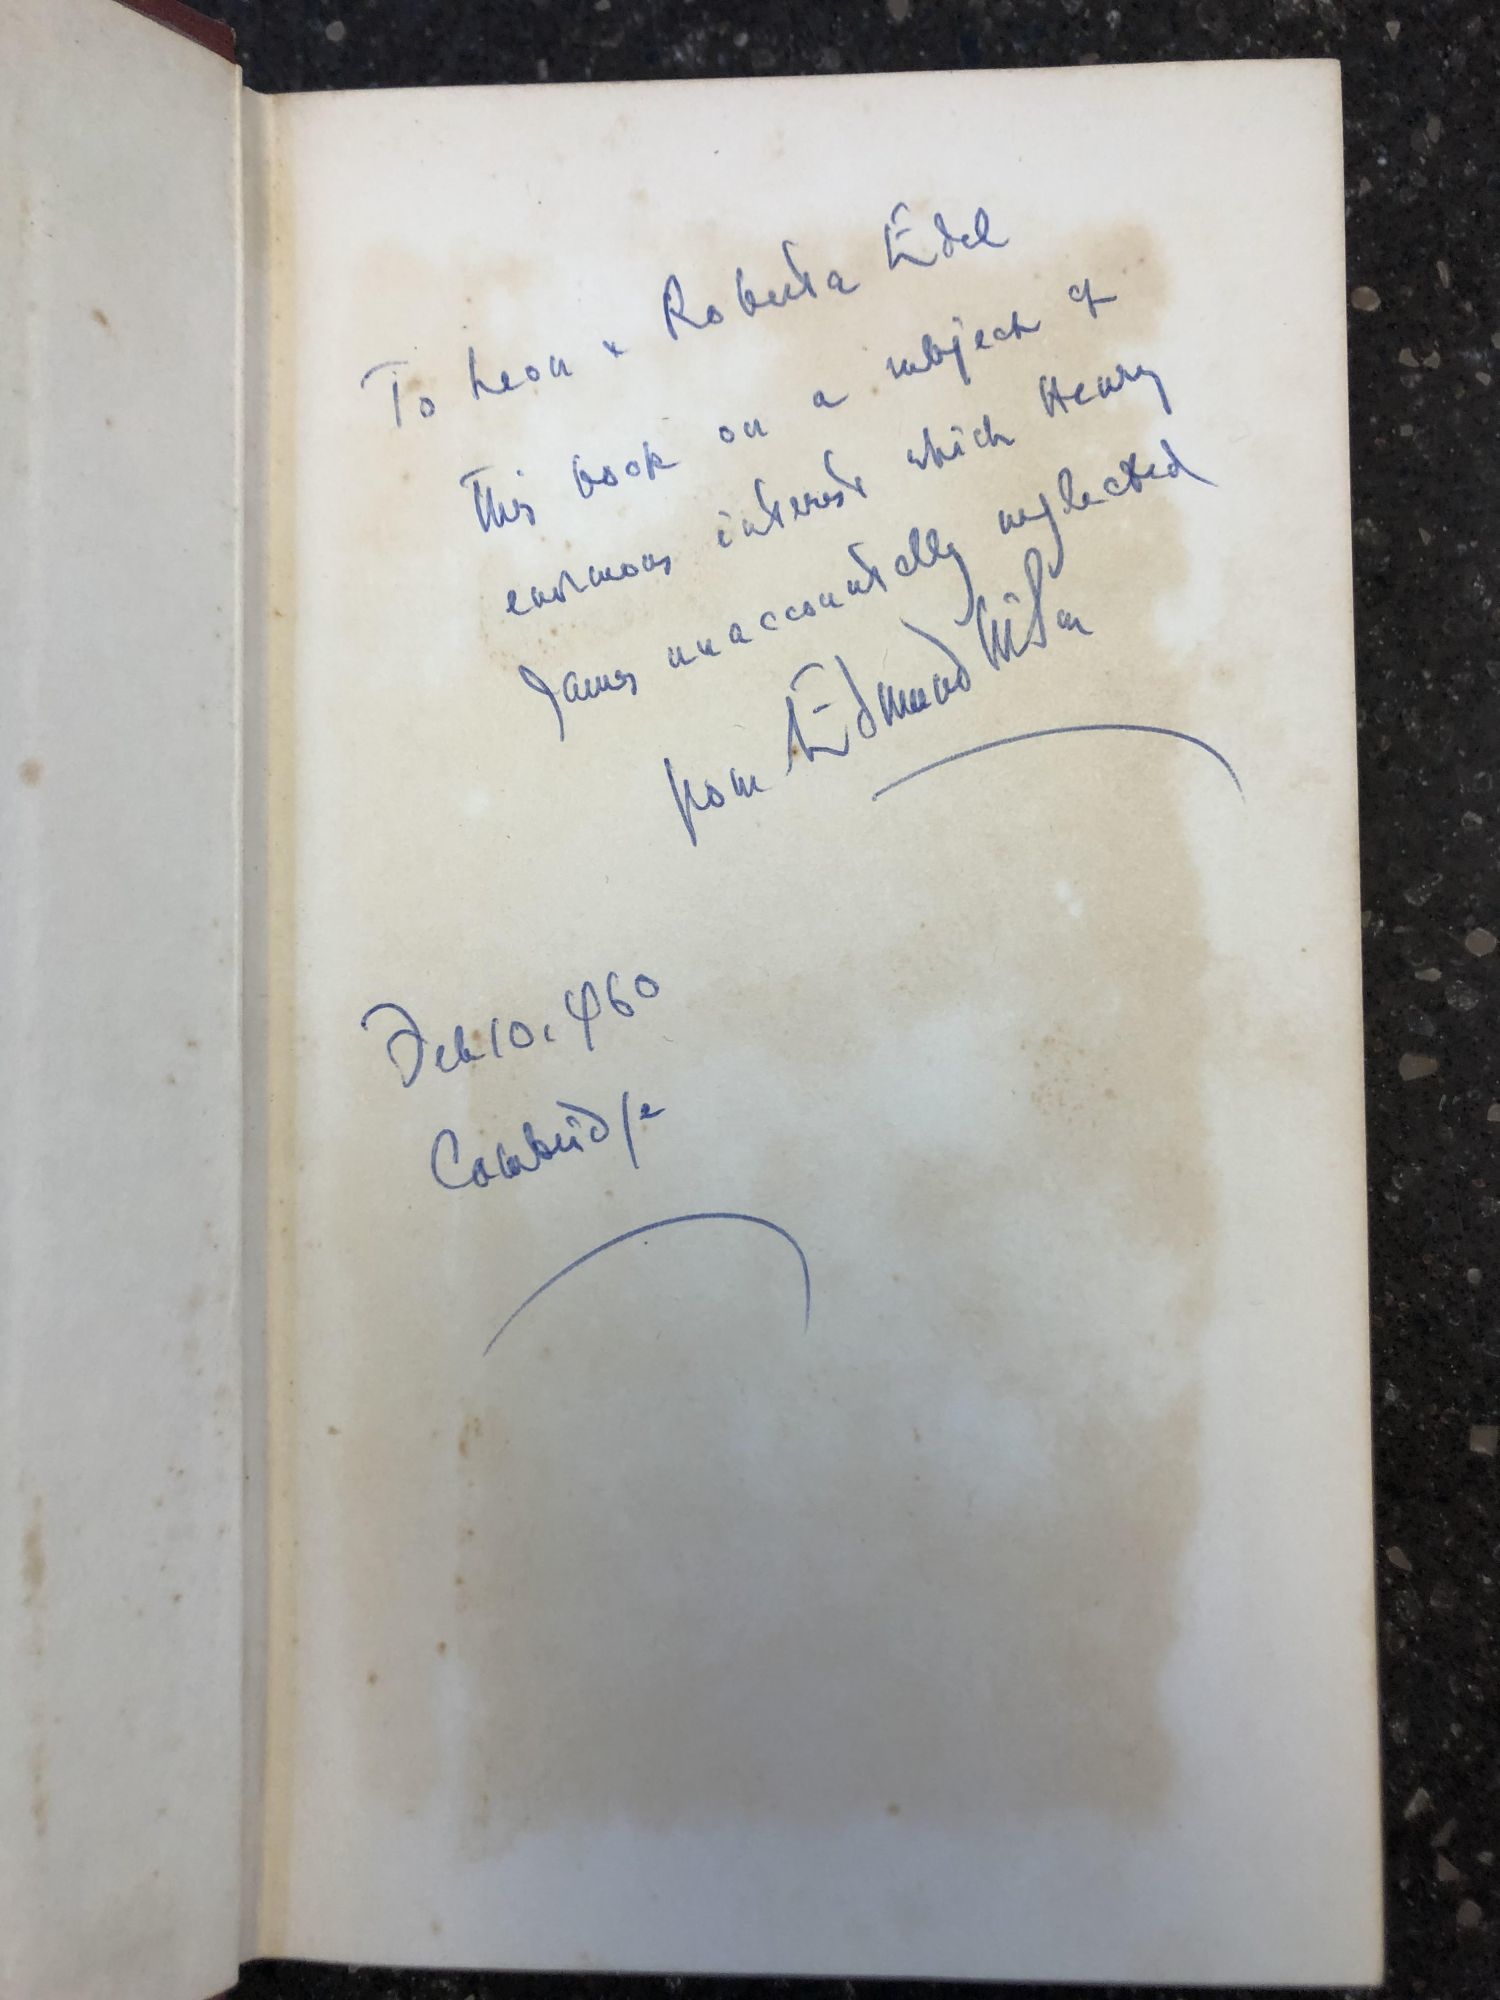 To Leon & Roberta Edel
This book on a subject of
enormous interest which Henry
James unaccountably neglected
from Edmund Wilson
Feb 10, 1960
Cambridge